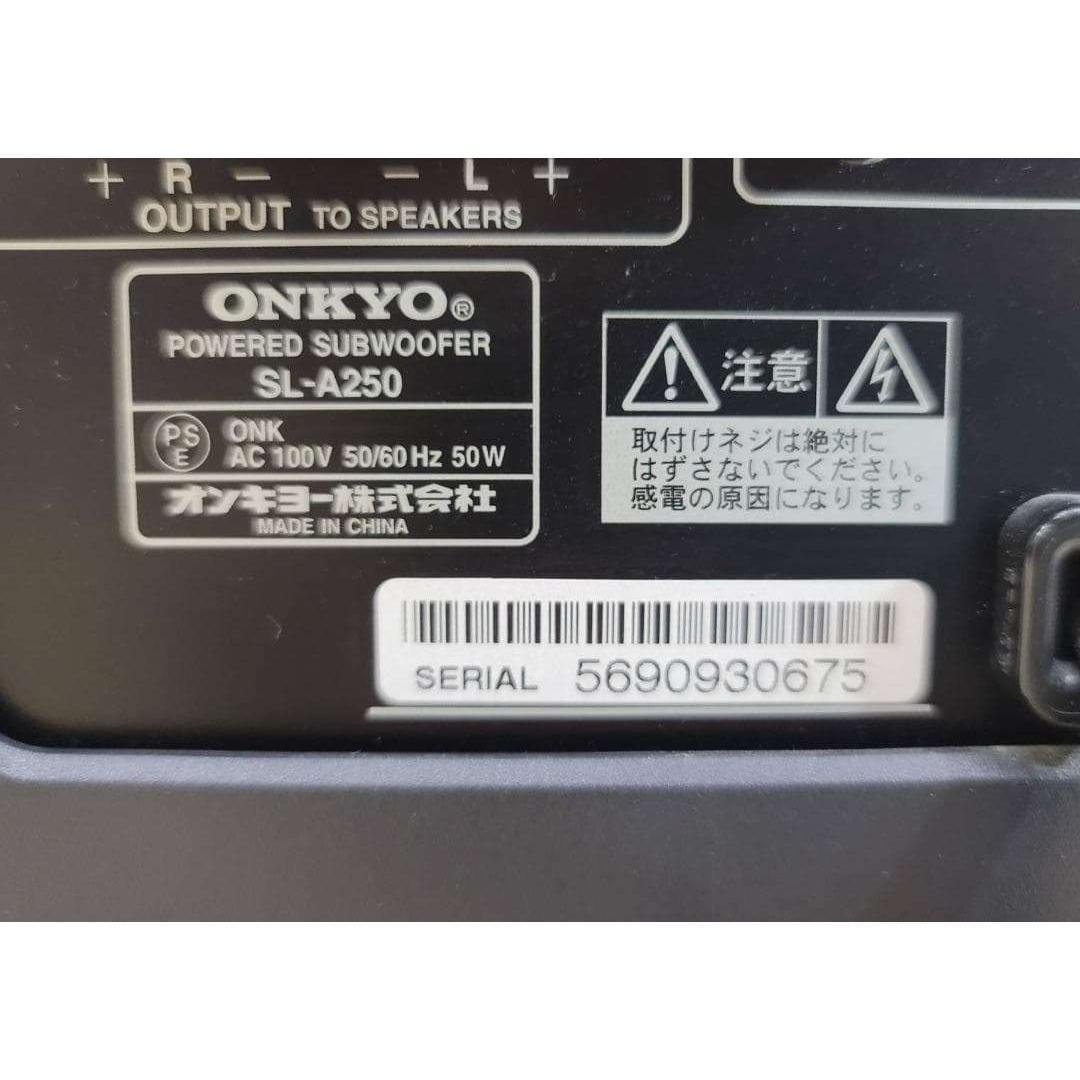 + R - - L +
OUTPUT TO SPEAKERS
ONKYO®
POWERED SUBWOOFER
SL-A250
PS
E
ONK
AC 100V 50/60Hz 50W
オンキヨー株式会社
MADE IN CHINA
注意
取付けネジは絶対に
はずさないでください。
感電の原因になります。
SERIAL 5690930675